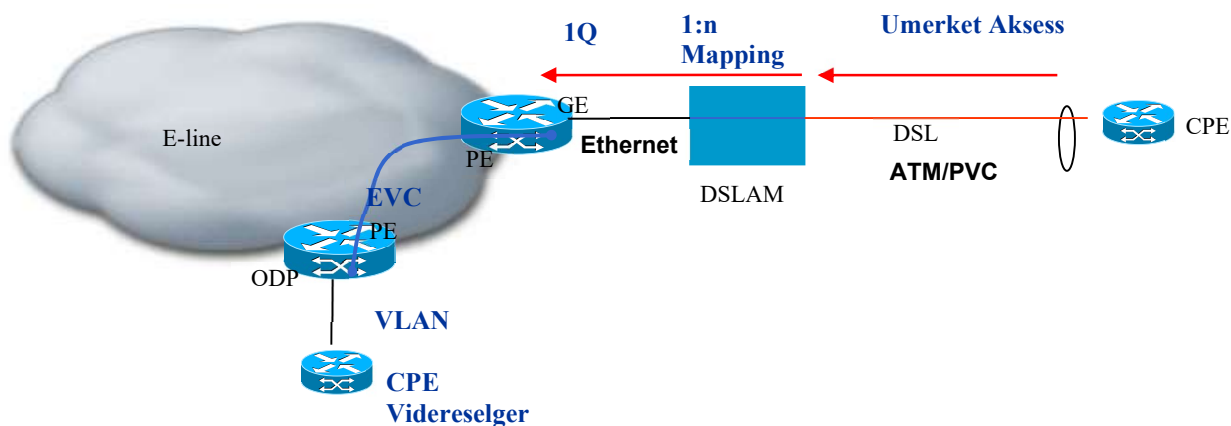 1Q
1:n
Mapping
Umerket Aksess
GE
E-line
Ethernet
DSL
CPE
PE
ATM/PVC
DSLAM
EVC
PE
ODP
VLAN
CPE
Videreselger